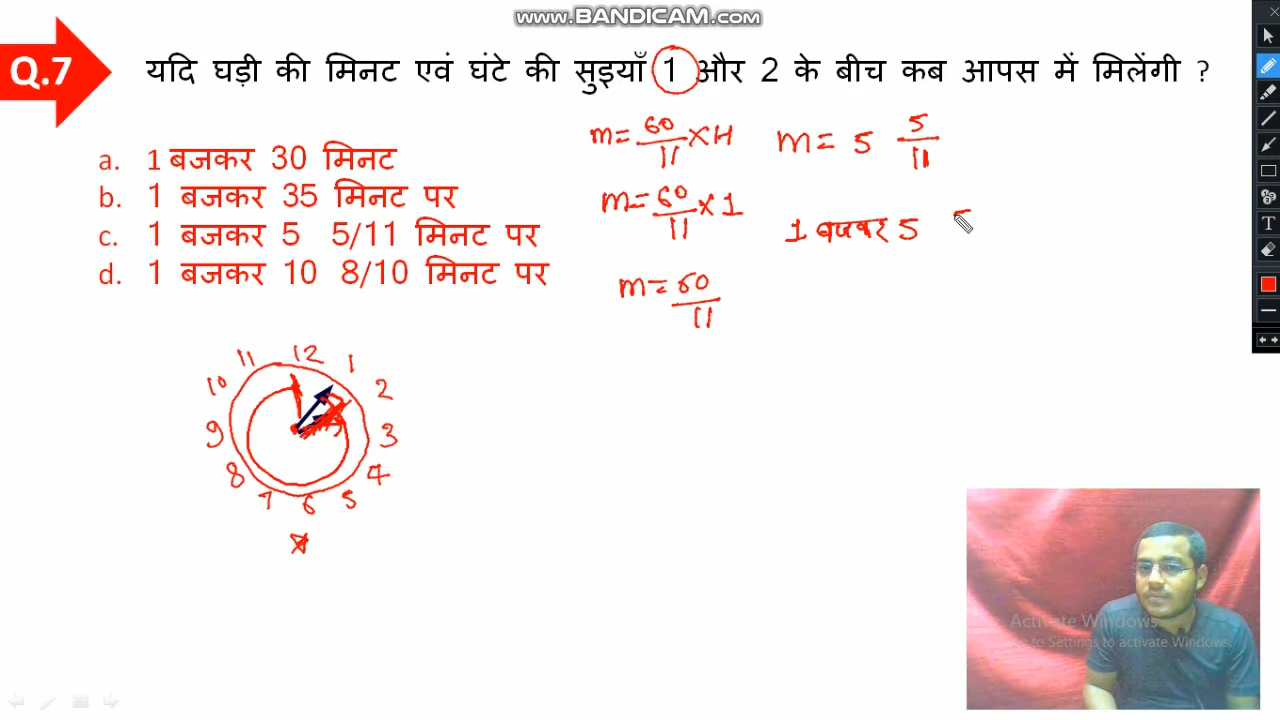 www.BANDICAM.com
Q.7 यदि घड़ी की मिनट एवं घंटे की सुइयाँ 1 और 2 के बीच कब आपस में मिलेंगी ?
a. 1 बजकर 30 मिनट
b. 1 बजकर 35 मिनट पर
c. 1 बजकर 5 5/11 मिनट पर
d. 1 बजकर 10 8/10 मिनट पर
m = 60/11 × H
m = 60/11 × 1
m = 60/11
m = 5 5/11
1 बजकर 5
12
1
2
3
4
5
6
7
8
9
10
11
Activate Windows
Go to Settings to activate Windows.